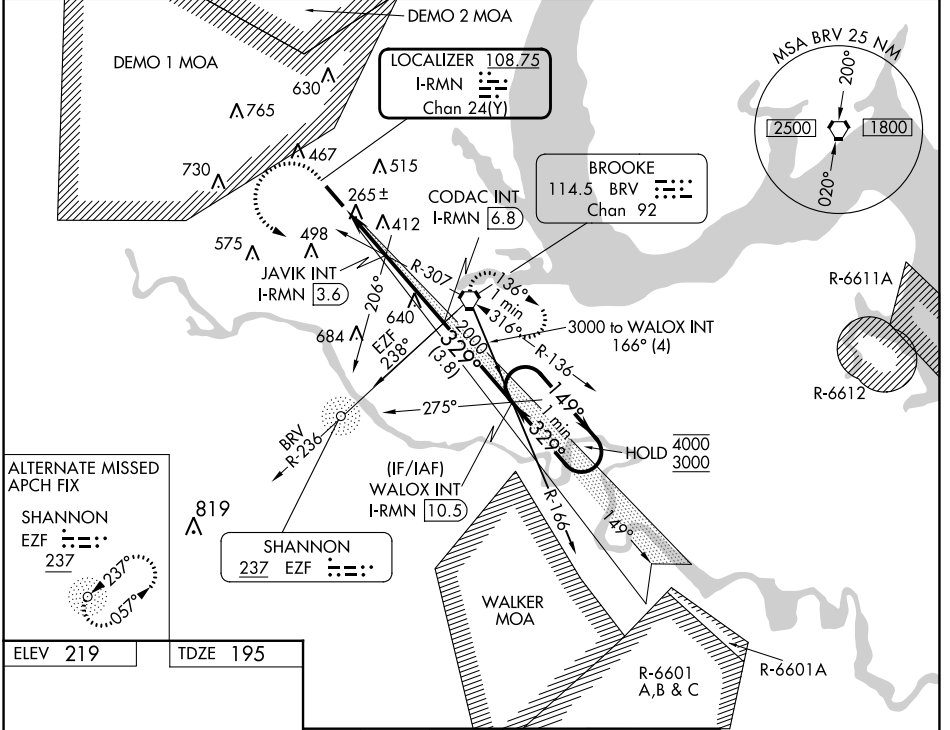 DEMO 2 MOA
DEMO 1 MOA
LOCALIZER 108.75
I-RMN
Chan 24(Y)
MSA BRV 25 NM
200°
2500
1800
020°
630
765
467
515
730
265±
412
575
498
CODAC INT
I-RMN 6.8
BROOKE
114.5 BRV
Chan 92
JAVIK INT
I-RMN 3.6
206°
R-307
136°
1 min
316°
R-136
640
684
EZF
238°
2000
329°
(3.8)
3000 to WALOX INT
166° (4)
R-6611A
R-6612
275°
149°
1 min
329°
HOLD 4000
3000
BRV
R-236
(IF/IAF)
WALOX INT
I-RMN 10.5
R-166
149°
ALTERNATE MISSED
APCH FIX
SHANNON
EZF
237
237°
057°
819
SHANNON
237 EZF
WALKER
MOA
R-6601
A,B & C
R-6601A
ELEV 219
TDZE 195